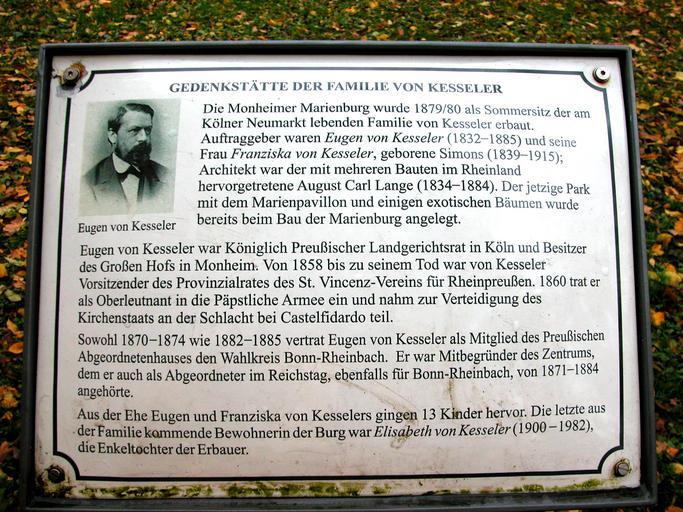 GEDENKSTÄTTE DER FAMILIE VON KESSELER
Die Monheimer Marienburg wurde 1879/80 als Sommersitz der am
Kölner Neumarkt lebenden Familie von Kesseler erbaut.
Auftraggeber waren Eugen von Kesseler (1832–1885) und seine
Frau Franziska von Kesseler, geborene Simons (1839–1915);
Architekt war der mit mehreren Bauten im Rheinland
hervorgetretene August Carl Lange (1834–1884). Der jetzige Park
mit dem Marienpavillon und einigen exotischen Bäumen wurde
bereits beim Bau der Marienburg angelegt.
Eugen von Kesseler
Eugen von Kesseler war Königlich Preußischer Landgerichtsrat in Köln und Besitzer
des Großen Hofs in Monheim. Von 1858 bis zu seinem Tod war von Kesseler
Vorsitzender des Provinzialrates des St. Vincenz-Vereins für Rheinpreußen. 1860 trat er
als Oberleutnant in die Päpstliche Armee ein und nahm zur Verteidigung des
Kirchenstaats an der Schlacht bei Castelfidardo teil.
Sowohl 1870–1874 wie 1882–1885 vertrat Eugen von Kesseler als Mitglied des Preußischen
Abgeordnetenhauses den Wahlkreis Bonn-Rheinbach. Er war Mitbegründer des Zentrums,
dem er auch als Abgeordneter im Reichstag, ebenfalls für Bonn-Rheinbach, von 1871–1884
angehörte.
Aus der Ehe Eugen und Franziska von Kesselers gingen 13 Kinder hervor. Die letzte aus
der Familie kommende Bewohnerin der Burg war Elisabeth von Kesseler (1900–1982),
die Enkeltochter der Erbauer.